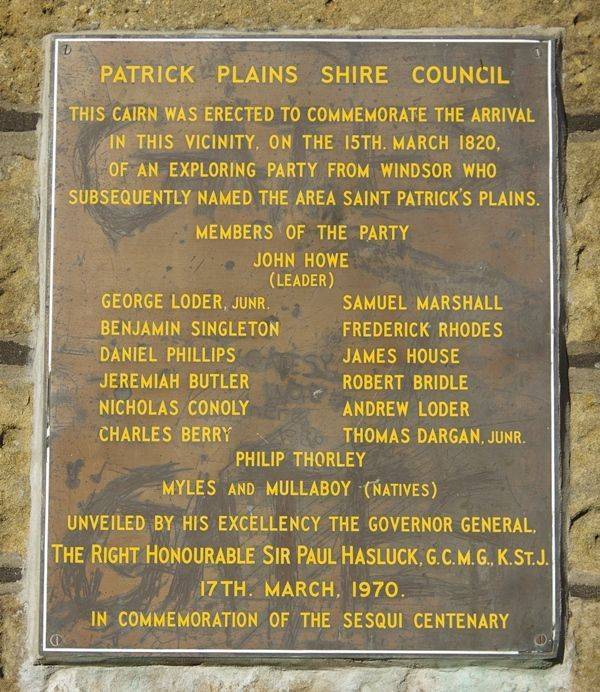 PATRICK PLAINS SHIRE COUNCIL
THIS CAIRN WAS ERECTED TO COMMEMORATE THE ARRIVAL
IN THIS VICINITY, ON THE 15TH. MARCH 1820,
OF AN EXPLORING PARTY FROM WINDSOR WHO
SUBSEQUENTLY NAMED THE AREA SAINT PATRICK'S PLAINS.
MEMBERS OF THE PARTY
JOHN HOWE
(LEADER)
GEORGE LODER, JUNR. SAMUEL MARSHALL
BENJAMIN SINGLETON FREDERICK RHODES
DANIEL PHILLIPS JAMES HOUSE
JEREMIAH BUTLER ROBERT BRIDLE
NICHOLAS CONOLY ANDREW LODER
CHARLES BERRY THOMAS DARGAN, JUNR.
PHILIP THORLEY
MYLES AND MULLABOY (NATIVES)
UNVEILED BY HIS EXCELLENCY THE GOVERNOR GENERAL,
THE RIGHT HONOURABLE SIR PAUL HASLUCK, G.C.M.G., K.ST.J.
17TH. MARCH, 1970.
IN COMMEMORATION OF THE SESQUI CENTENARY